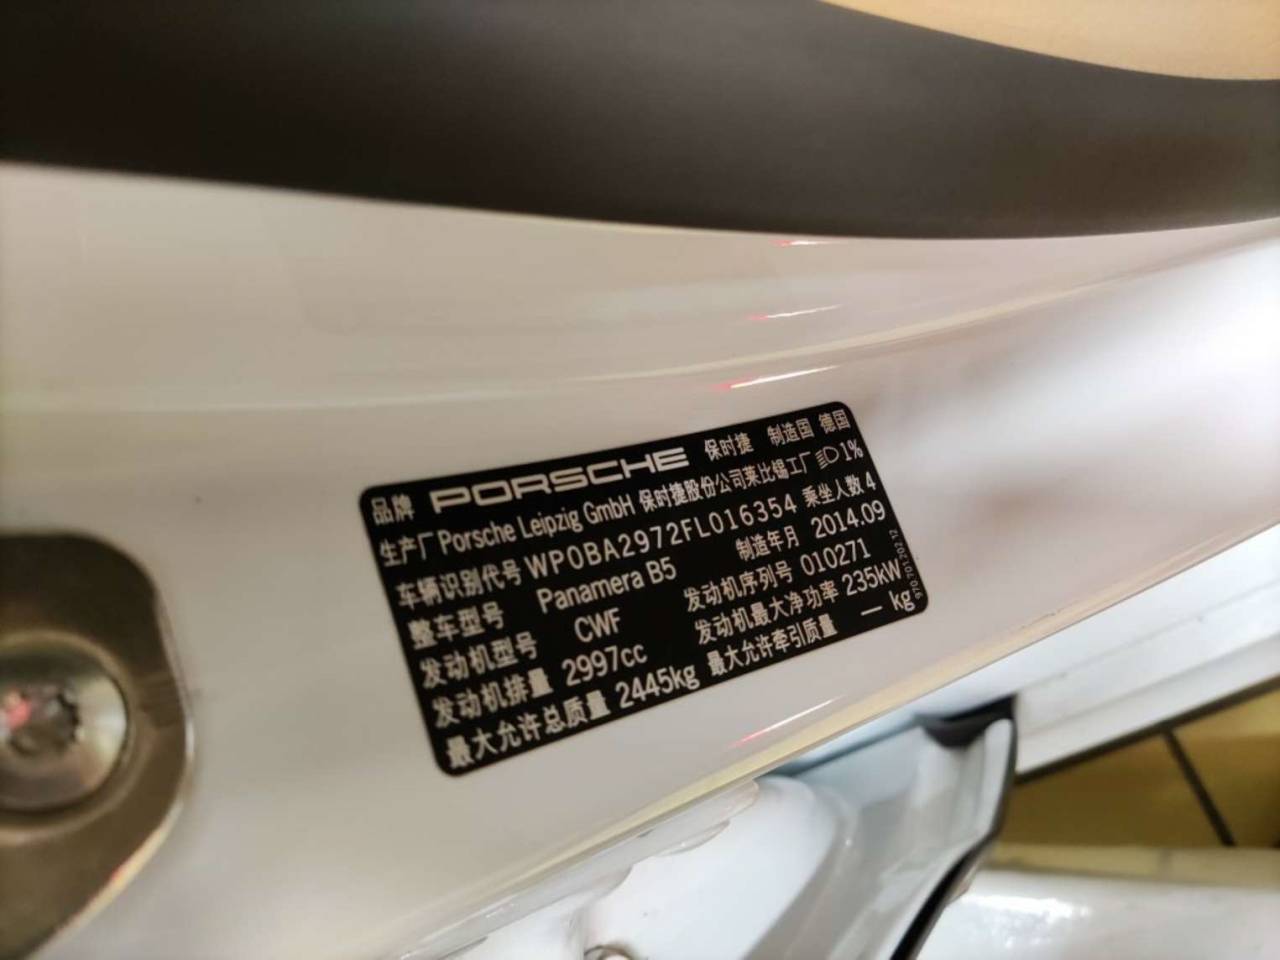 品牌 PORSCHE 保时捷 制造国 德国
生产厂 Porsche Leipzig GmbH 保时捷股份公司莱比锡工厂 1%
车辆识别代号 WP0BA2972FL016354 乘坐人数 4
整车型号 Panamera B5 制造年月 2014.09
发动机型号 CWF 发动机序列号 010271
发动机排量 2997cc 发动机最大净功率 235kW
最大允许总质量 2445kg 最大允许牵引质量 — kg
970.701.202.12